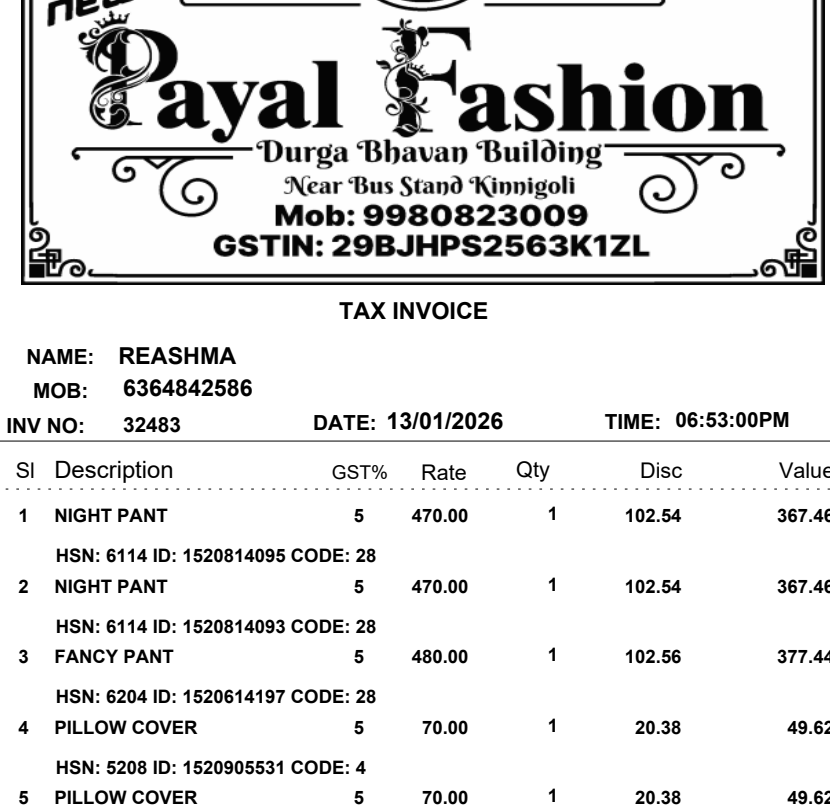 new
Payal Fashion
Durga Bhavan Building
Near Bus Stand Kinnigoli
Mob: 9980823009
GSTIN: 29BJHPS2563K1ZL
TAX INVOICE
NAME: REASHMA
MOB: 6364842586
INV NO: 32483 DATE: 13/01/2026 TIME: 06:53:00PM
Sl Description GST% Rate Qty Disc Value
1 NIGHT PANT 5 470.00 1 102.54 367.46
HSN: 6114 ID: 1520814095 CODE: 28
2 NIGHT PANT 5 470.00 1 102.54 367.46
HSN: 6114 ID: 1520814093 CODE: 28
3 FANCY PANT 5 480.00 1 102.56 377.44
HSN: 6204 ID: 1520614197 CODE: 28
4 PILLOW COVER 5 70.00 1 20.38 49.62
HSN: 5208 ID: 1520905531 CODE: 4
5 PILLOW COVER 5 70.00 1 20.38 49.62